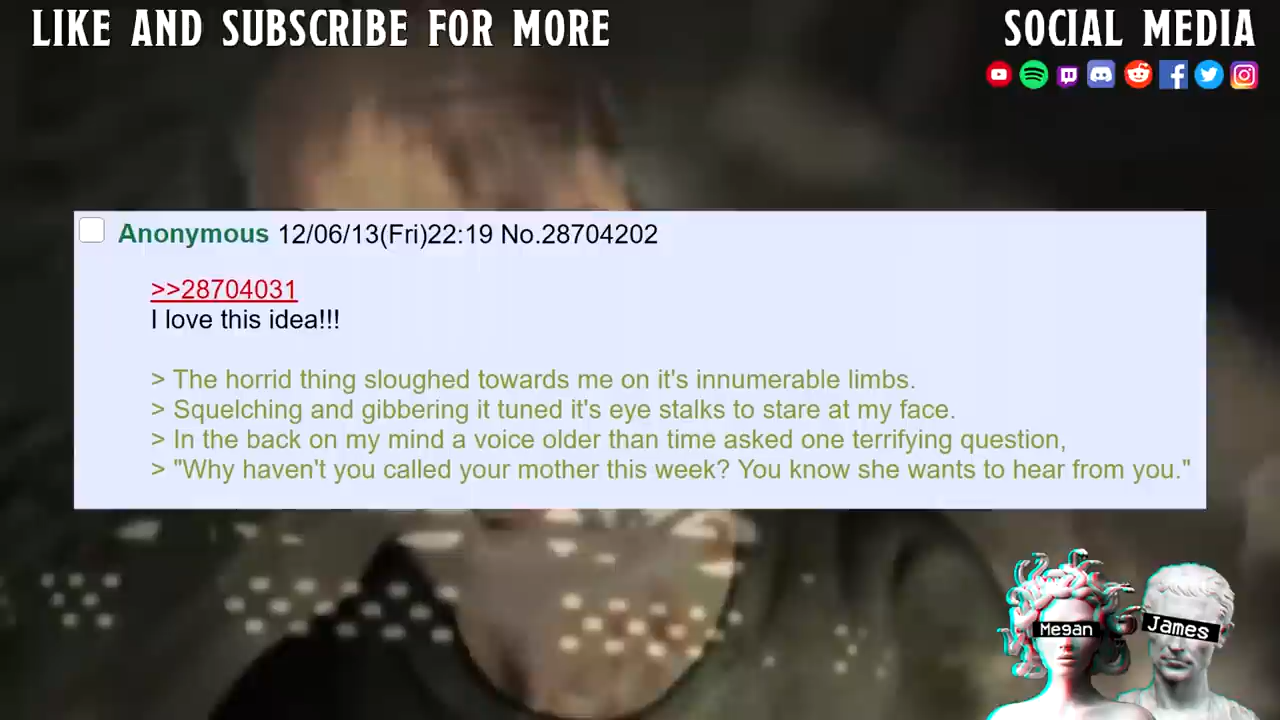 LIKE AND SUBSCRIBE FOR MORE
SOCIAL MEDIA
Anonymous 12/06/13(Fri)22:19 No.28704202
>>28704031
I love this idea!!!
> The horrid thing sloughed towards me on it's innumerable limbs.
> Squelching and gibbering it tuned it's eye stalks to stare at my face.
> In the back on my mind a voice older than time asked one terrifying question,
> "Why haven't you called your mother this week? You know she wants to hear from you."
Megan
James